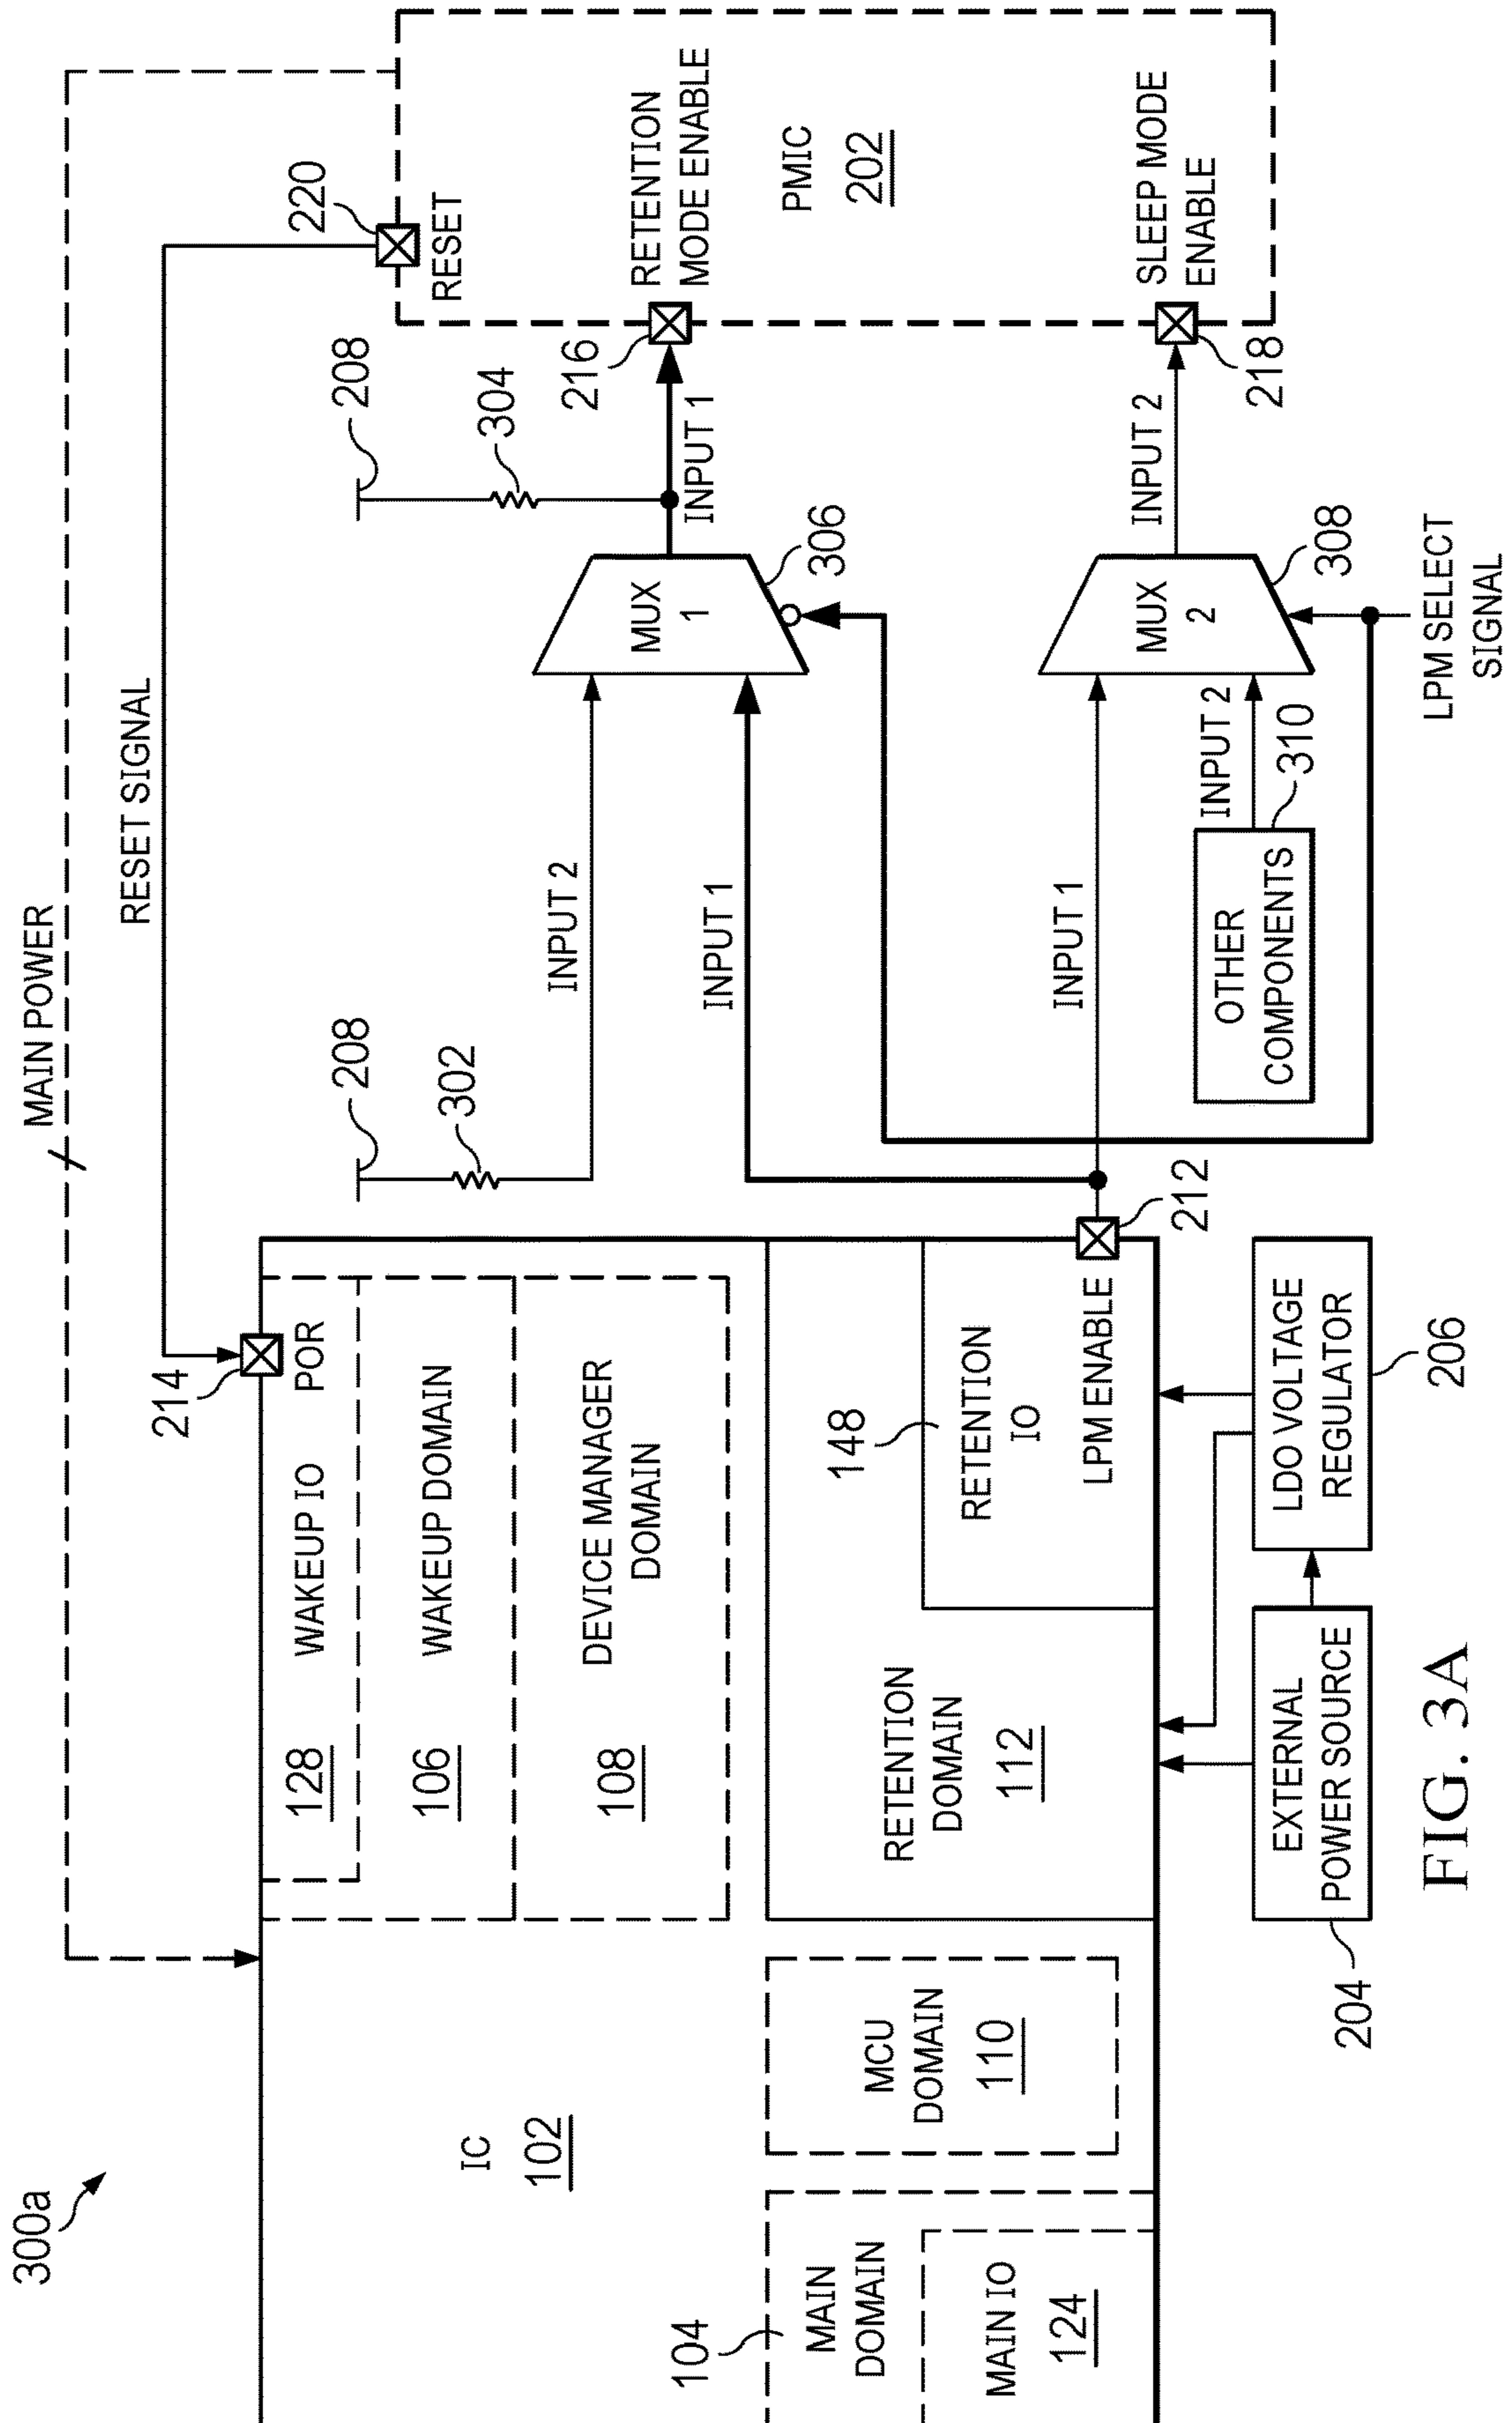 300a
MAIN POWER
RESET SIGNAL
214
POR
WAKEUP IO
128
WAKEUP DOMAIN
106
DEVICE MANAGER
DOMAIN
108
IC
102
104
MAIN
DOMAIN
MAIN IO
124
MCU
DOMAIN
110
RETENTION
DOMAIN
112
148
RETENTION
IO
LPM ENABLE
212
EXTERNAL
POWER SOURCE
204
LDO VOLTAGE
REGULATOR
206
208
302
INPUT 2
INPUT 1
INPUT 1
OTHER
COMPONENTS
310
INPUT 2
MUX
1
306
MUX
2
308
LPM SELECT
SIGNAL
208
304
INPUT 1
INPUT 2
216
218
220
RESET
RETENTION
MODE ENABLE
PMIC
202
SLEEP MODE
ENABLE
FIG. 3A